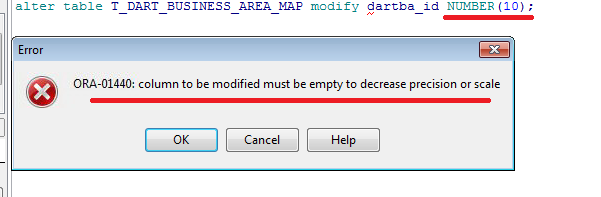 alter table T_DART_BUSINESS_AREA_MAP modify dartba_id NUMBER(10);
Error
ORA-01440: column to be modified must be empty to decrease precision or scale
OK Cancel Help